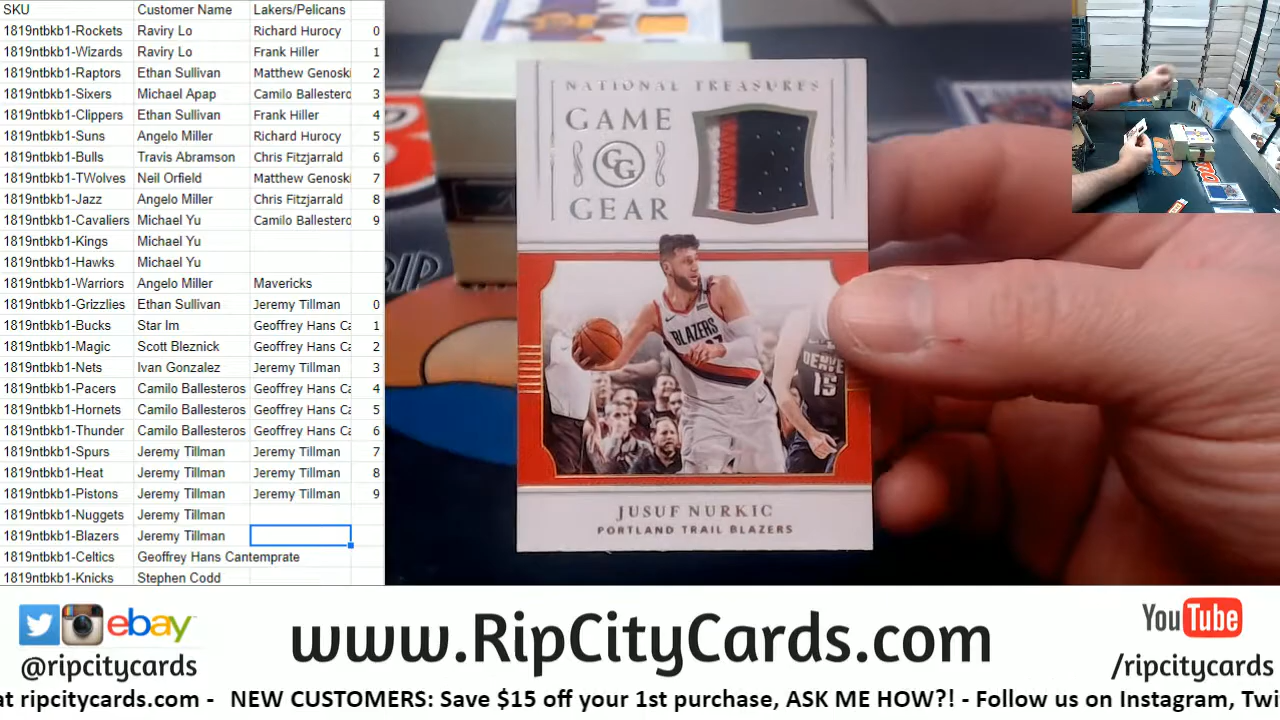 SKU Customer Name Lakers/Pelicans
1819ntbkb1-Rockets Raviry Lo Richard Hurocy 0
1819ntbkb1-Wizards Raviry Lo Frank Hiller 1
1819ntbkb1-Raptors Ethan Sullivan Matthew Genoski 2
1819ntbkb1-Sixers Michael Apap Camilo Ballestero 3
1819ntbkb1-Clippers Ethan Sullivan Frank Hiller 4
1819ntbkb1-Suns Angelo Miller Richard Hurocy 5
1819ntbkb1-Bulls Travis Abramson Chris Fitzjarrald 6
1819ntbkb1-TWolves Neil Orfield Matthew Genoski 7
1819ntbkb1-Jazz Angelo Miller Chris Fitzjarrald 8
1819ntbkb1-Cavaliers Michael Yu Camilo Ballestero 9
1819ntbkb1-Kings Michael Yu
1819ntbkb1-Hawks Michael Yu
1819ntbkb1-Warriors Angelo Miller Mavericks
1819ntbkb1-Grizzlies Ethan Sullivan Jeremy Tillman 0
1819ntbkb1-Bucks Star Im Geoffrey Hans Ca 1
1819ntbkb1-Magic Scott Bleznick Geoffrey Hans Ca 2
1819ntbkb1-Nets Ivan Gonzalez Jeremy Tillman 3
1819ntbkb1-Pacers Camilo Ballesteros Geoffrey Hans Ca 4
1819ntbkb1-Hornets Camilo Ballesteros Geoffrey Hans Ca 5
1819ntbkb1-Thunder Camilo Ballesteros Geoffrey Hans Ca 6
1819ntbkb1-Spurs Jeremy Tillman Jeremy Tillman 7
1819ntbkb1-Heat Jeremy Tillman Jeremy Tillman 8
1819ntbkb1-Pistons Jeremy Tillman Jeremy Tillman 9
1819ntbkb1-Nuggets Jeremy Tillman
1819ntbkb1-Blazers Jeremy Tillman
1819ntbkb1-Celtics Geoffrey Hans Cantemprate
1819ntbkb1-Knicks Stephen Codd
NATIONAL TREASURES
GAME
GG
GEAR
BLAZERS
15
JUSUF NURKIC
PORTLAND TRAIL BLAZERS
RIP
ebay
@ripcitycards
www.RipCityCards.com
YouTube
/ripcitycards
at ripcitycards.com - NEW CUSTOMERS: Save $15 off your 1st purchase, ASK ME HOW?! - Follow us on Instagram, Twi